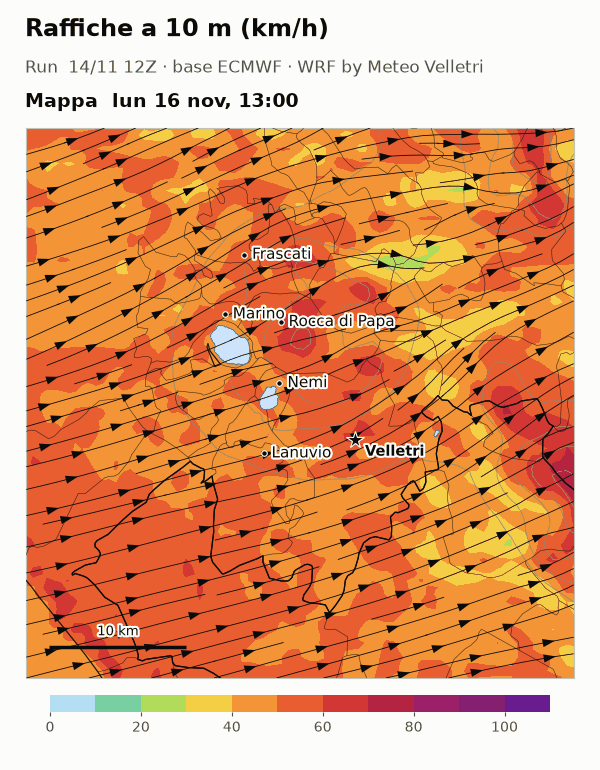 Raffiche a 10 m (km/h)
Run  14/11 12Z · base ECMWF · WRF by Meteo Velletri
Mappa  lun 16 nov, 13:00
Frascati
Marino
Rocca di Papa
Nemi
Velletri
Lanuvio
10 km
0 20 40 60 80 100